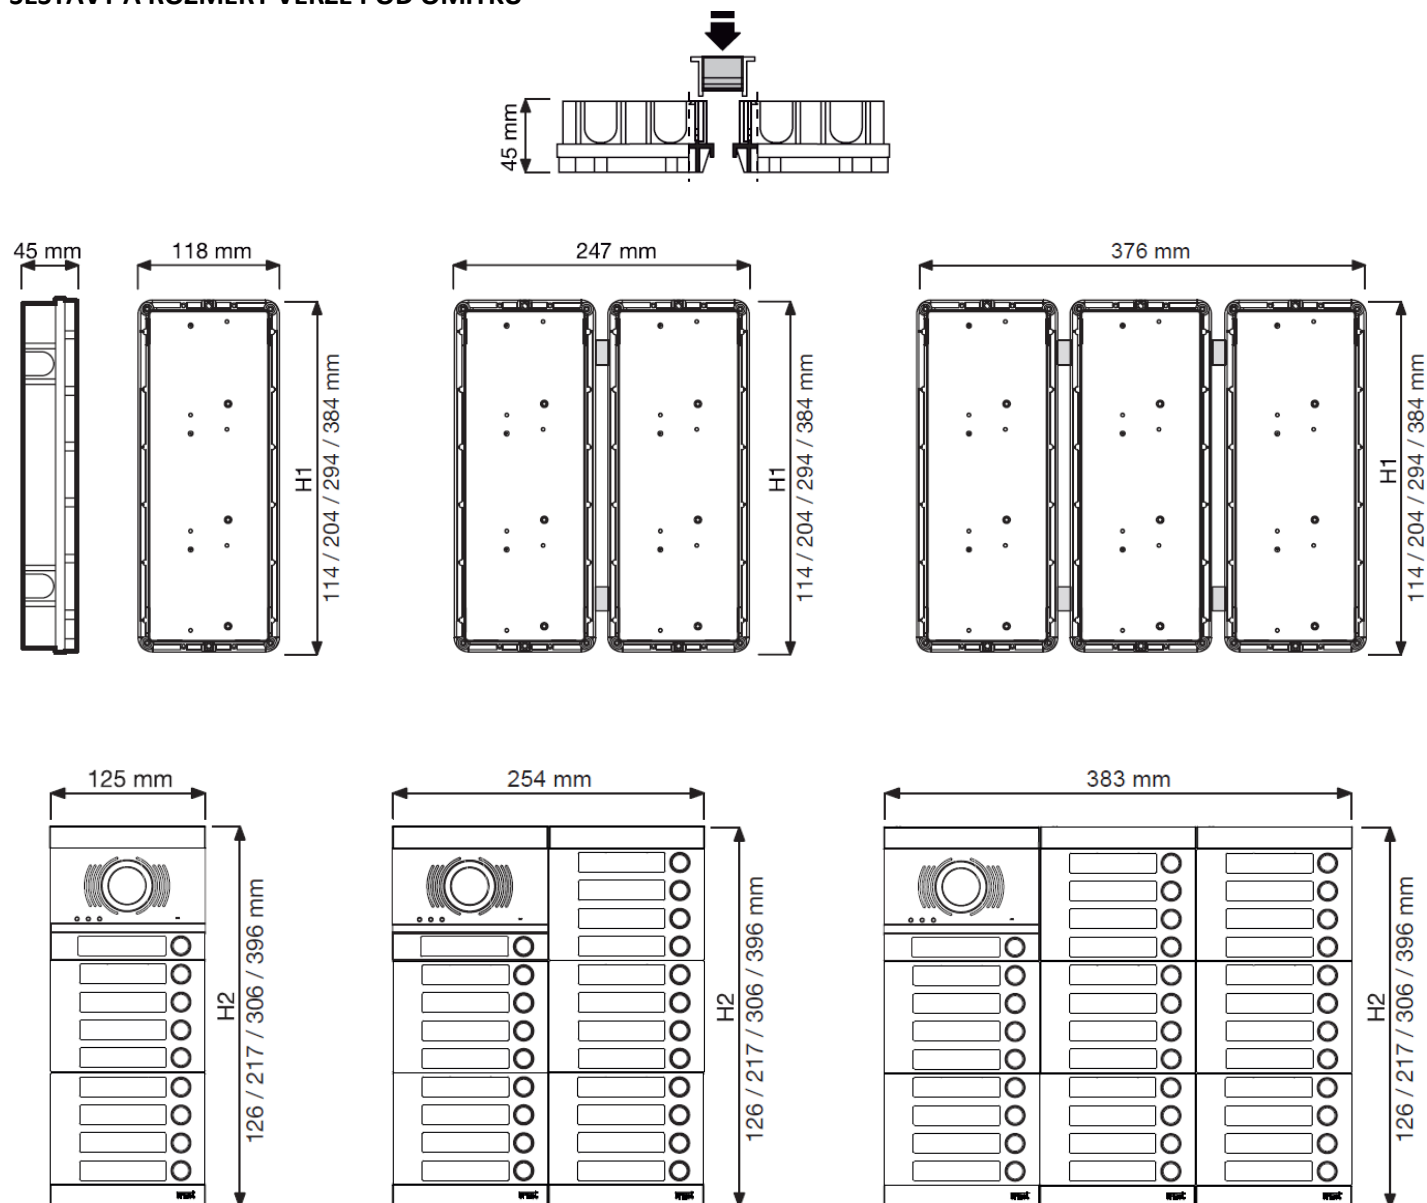 SESTAVY A ROZMĚRY VERZE POD OMÍTKU
45 mm
45 mm
118 mm
247 mm
376 mm
H1
114 / 204 / 294 / 384 mm
H1
114 / 204 / 294 / 384 mm
H1
114 / 204 / 294 / 384 mm
125 mm
254 mm
383 mm
H2
126 / 217 / 306 / 396 mm
H2
126 / 217 / 306 / 396 mm
H2
126 / 217 / 306 / 396 mm